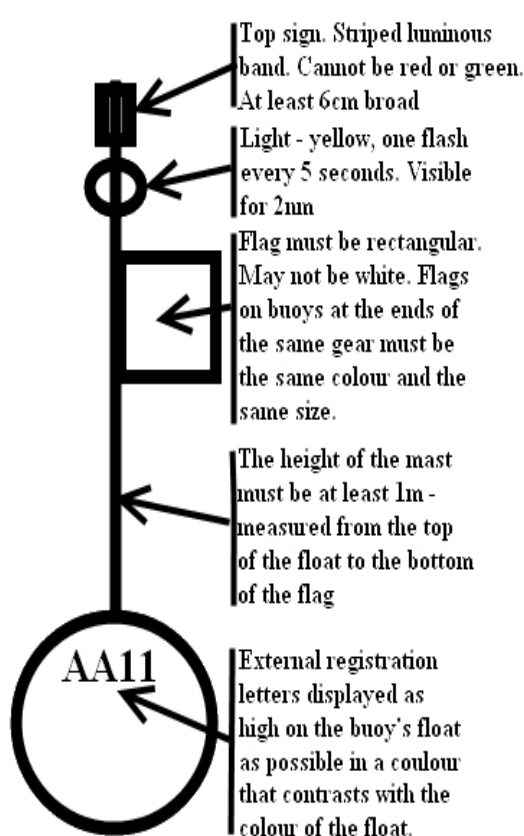 Top sign. Striped luminous
band. Cannot be red or green.
At least 6cm broad
Light - yellow, one flash
every 5 seconds. Visible
for 2nm
Flag must be rectangular.
May not be white. Flags
on buoys at the ends of
the same gear must be
the same colour and the
same size.
The height of the mast
must be at least 1m -
measured from the top
of the float to the bottom
of the flag
AA11
External registration
letters displayed as
high on the buoy's float
as possible in a coulour
that contrasts with the
colour of the float.